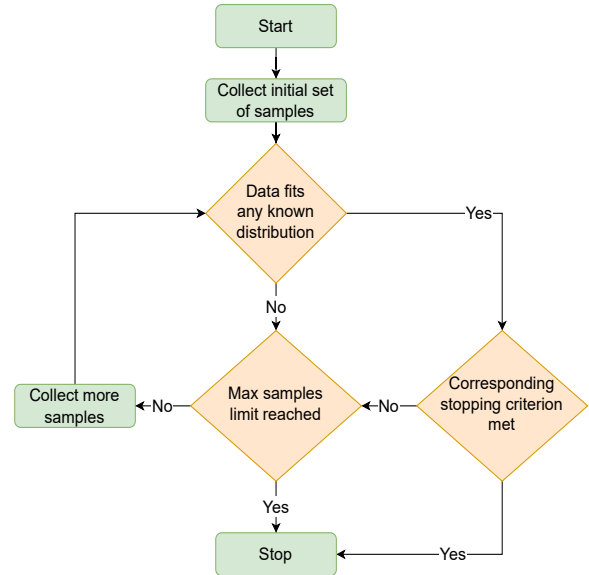 Start
Collect initial set
of samples
Data fits
any known
distribution
Yes
No
Corresponding
stopping criterion
met
No
Max samples
limit reached
No
Collect more
samples
Yes
Stop
Yes